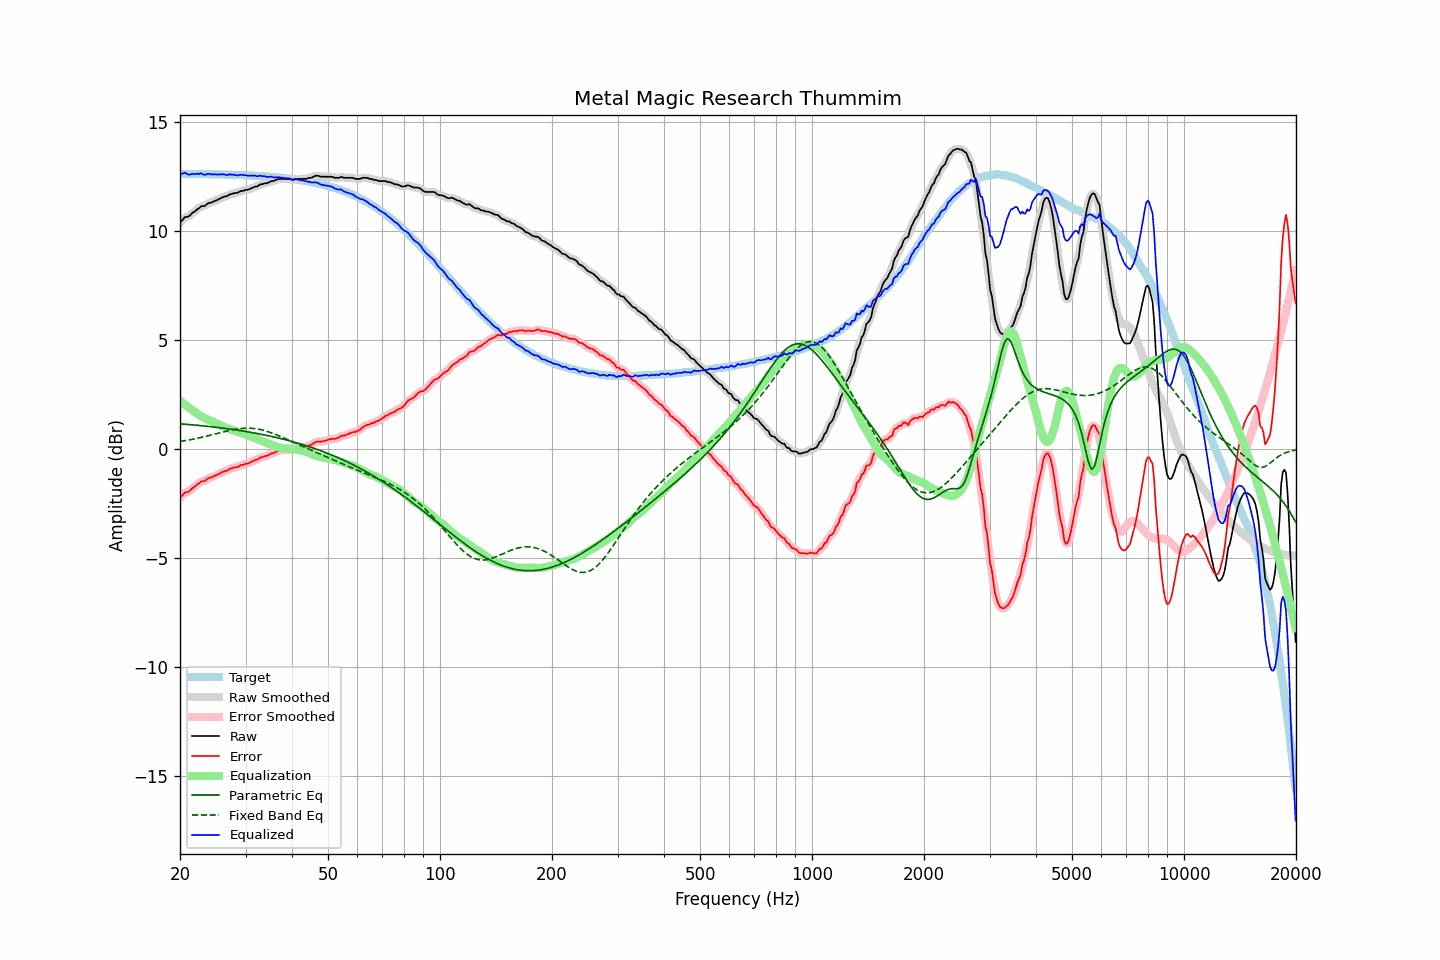 Metal Magic Research Thummim
Amplitude (dBr)
15
10
5
0
−5
−10
−15
Target
Raw Smoothed
Error Smoothed
Raw
Error
Equalization
Parametric Eq
Fixed Band Eq
Equalized
20 50 100 200 500 1000 2000 5000 10000 20000
Frequency (Hz)